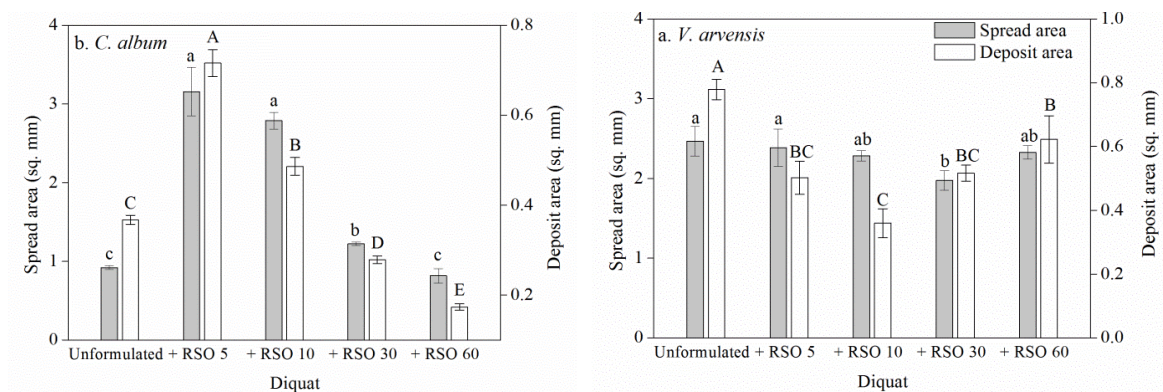 b. C. album
Spread area (sq. mm)
4
3
2
1
0
0.8
0.6
0.4
0.2
Deposit area (sq. mm)
c
C
a
A
a
B
b
D
c
E
Unformulated + RSO 5 + RSO 10 + RSO 30 + RSO 60
Diquat
a. V. arvensis
Spread area
Deposit area
Spread area (sq. mm)
4
3
2
1
0
1.0
0.8
0.6
0.4
0.2
0.0
Deposit area (sq. mm)
a
A
a
BC
ab
C
b
BC
ab
B
Unformulated + RSO 5 + RSO 10 + RSO 30 + RSO 60
Diquat